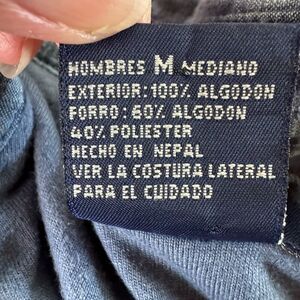 HOMBRES M MEDIANO
EXTERIOR: 100% ALGODON
FORRO: 60% ALGODON
40% POLIESTER
HECHO EN NEPAL
VER LA COSTURA LATERAL
PARA EL CUIDADO